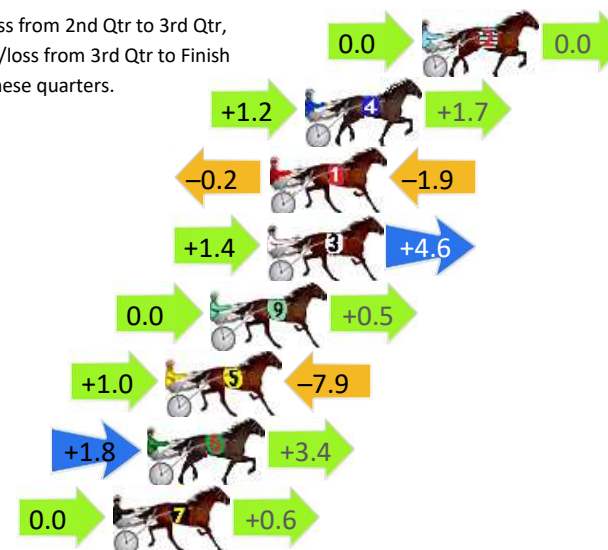 ss from 2nd Qtr to 3rd Qtr,
/loss from 3rd Qtr to Finish
hese quarters.
0.0 0.0
+1.2 4 +1.7
–0.2 1 –1.9
+1.4 3 +4.6
0.0 9 +0.5
+1.0 5 –7.9
+1.8 6 +3.4
0.0 7 +0.6